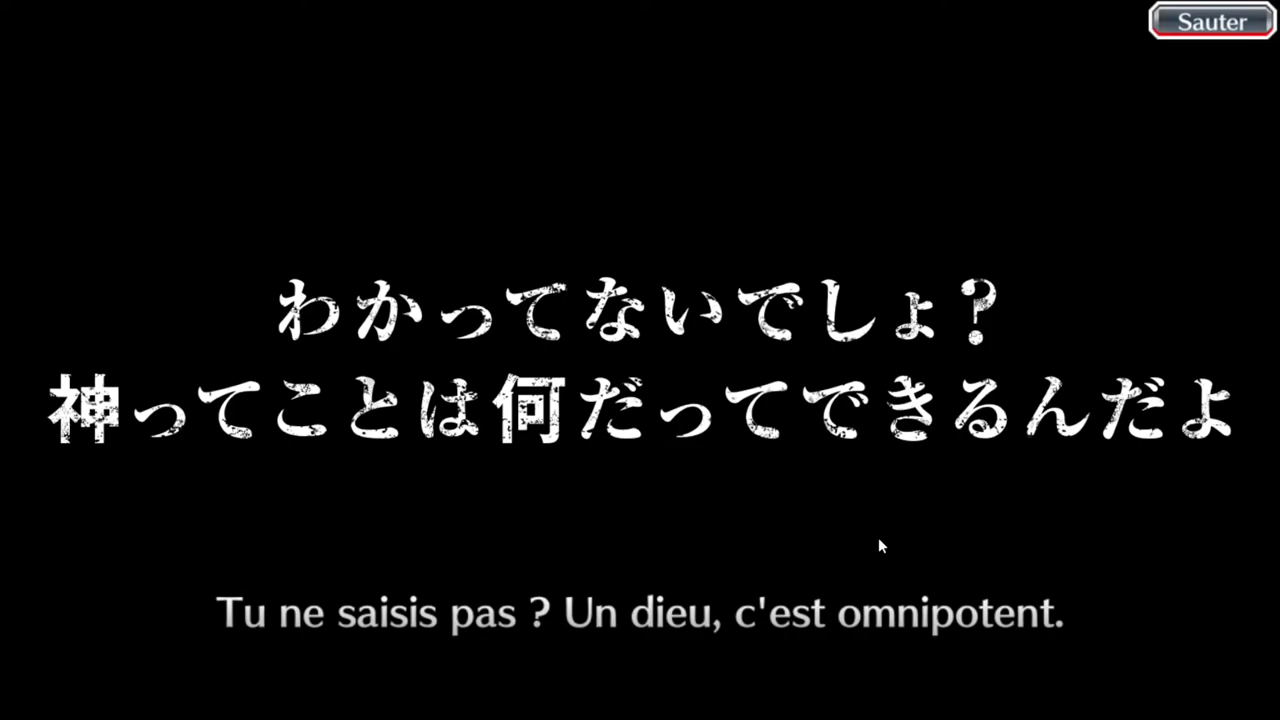 Sauter
わかってないでしょ?
神ってことは何だってできるんだよ
Tu ne saisis pas ? Un dieu, c'est omnipotent.